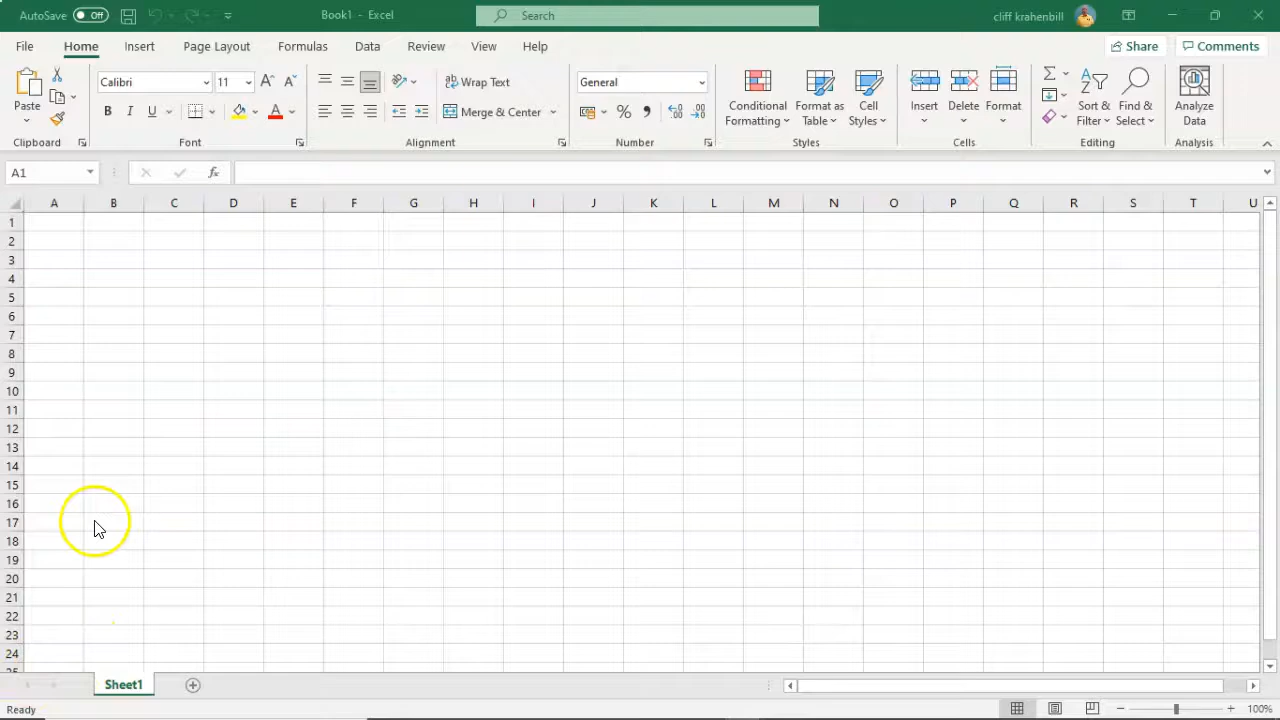 AutoSave Off Book1 - Excel Search cliff krahenbill
File Home Insert Page Layout Formulas Data Review View Help Share Comments
Paste Calibri 11 Wrap Text General Conditional Formatting Format as Table Cell Styles Insert Delete Format Sort & Filter Find & Select Analyze Data
B I U A Merge & Center % ,
Clipboard Font Alignment Number Styles Cells Editing Analysis
A1 fx
A B C D E F G H I J K L M N O P Q R S T U
1
2
3
4
5
6
7
8
9
10
11
12
13
14
15
16
17
18
19
20
21
22
23
24
25
Sheet1
Ready 100%